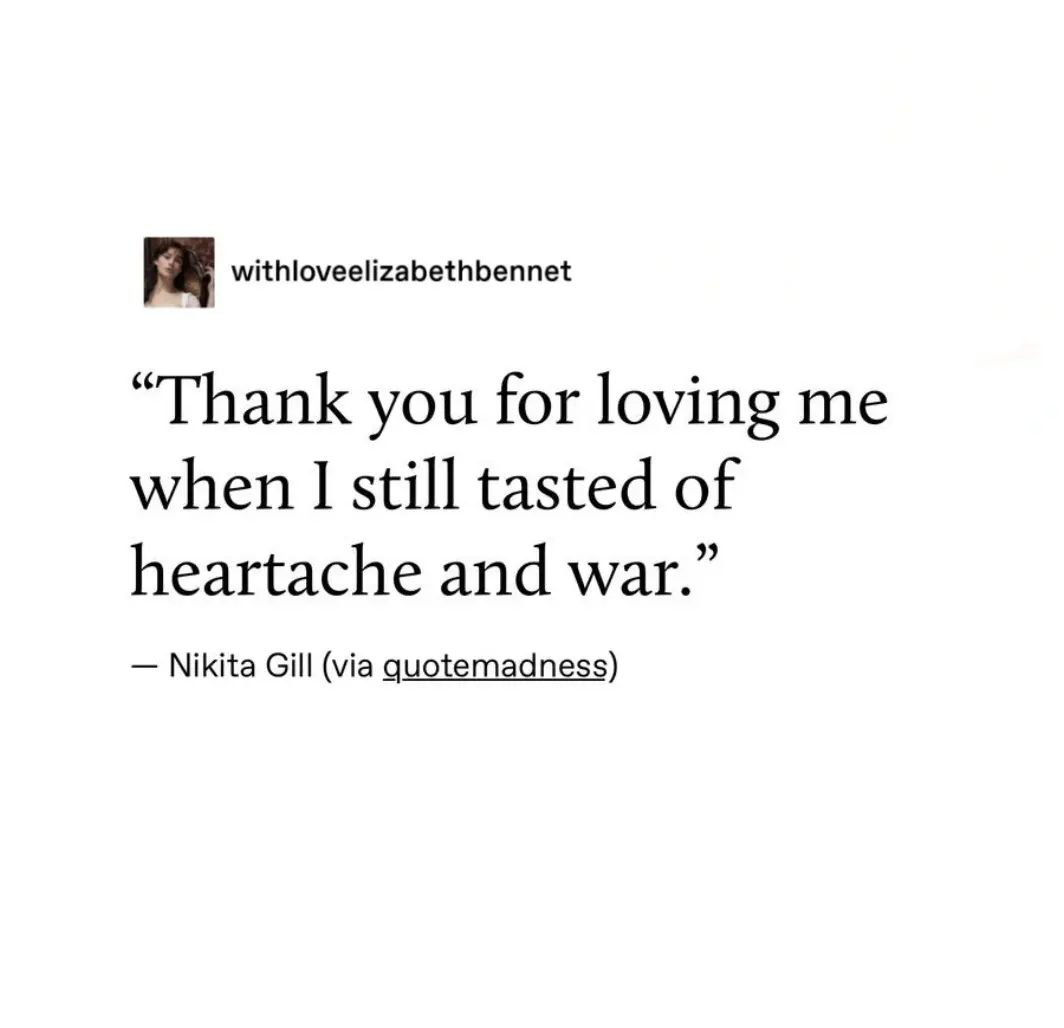 withloveelizabethbennet
“Thank you for loving me
when I still tasted of
heartache and war.”
— Nikita Gill (via quotemadness)